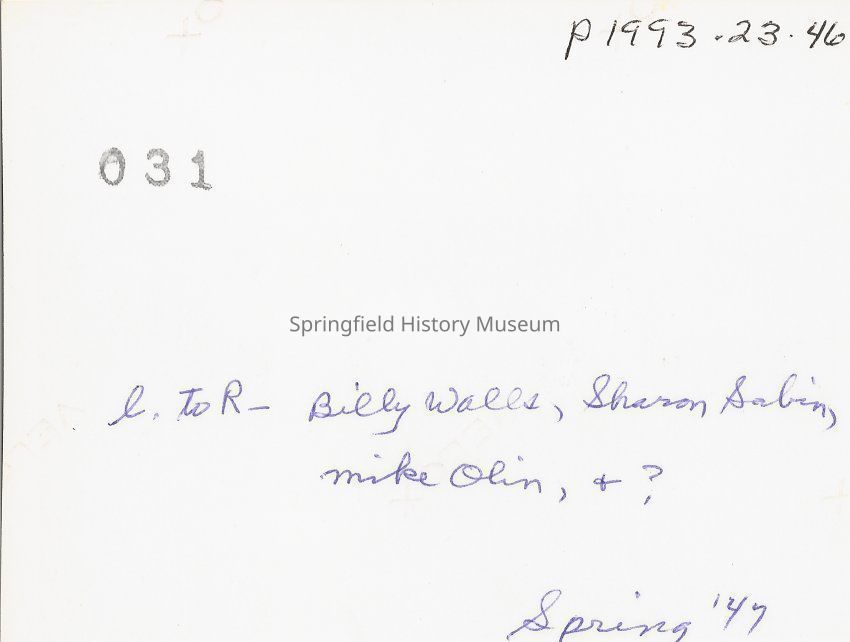 P1993.23.46
031
Springfield History Museum
L. to R - Billy Walls, Sharon Sabin,
Mike Olin, & ?
Spring '47